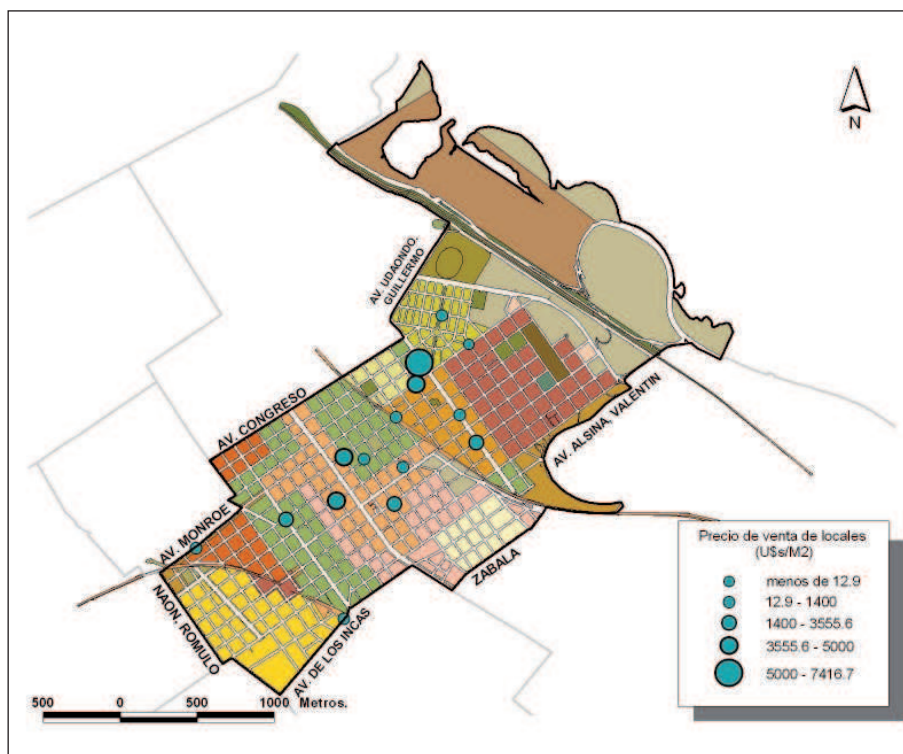 N
AV. UDAONDO.
GUILLERMO
AV. CONGRESO
AV. ALSINA, VALENTIN
AV. MONROE
ZABALA
NAON. ROMULO
AV. DE LOS INCAS
500 0 500 1000 Metros.
Precio de venta de locales
(U$s/M2)
menos de 12.9
12.9 - 1400
1400 - 3555.6
3555.6 - 5000
5000 - 7416.7